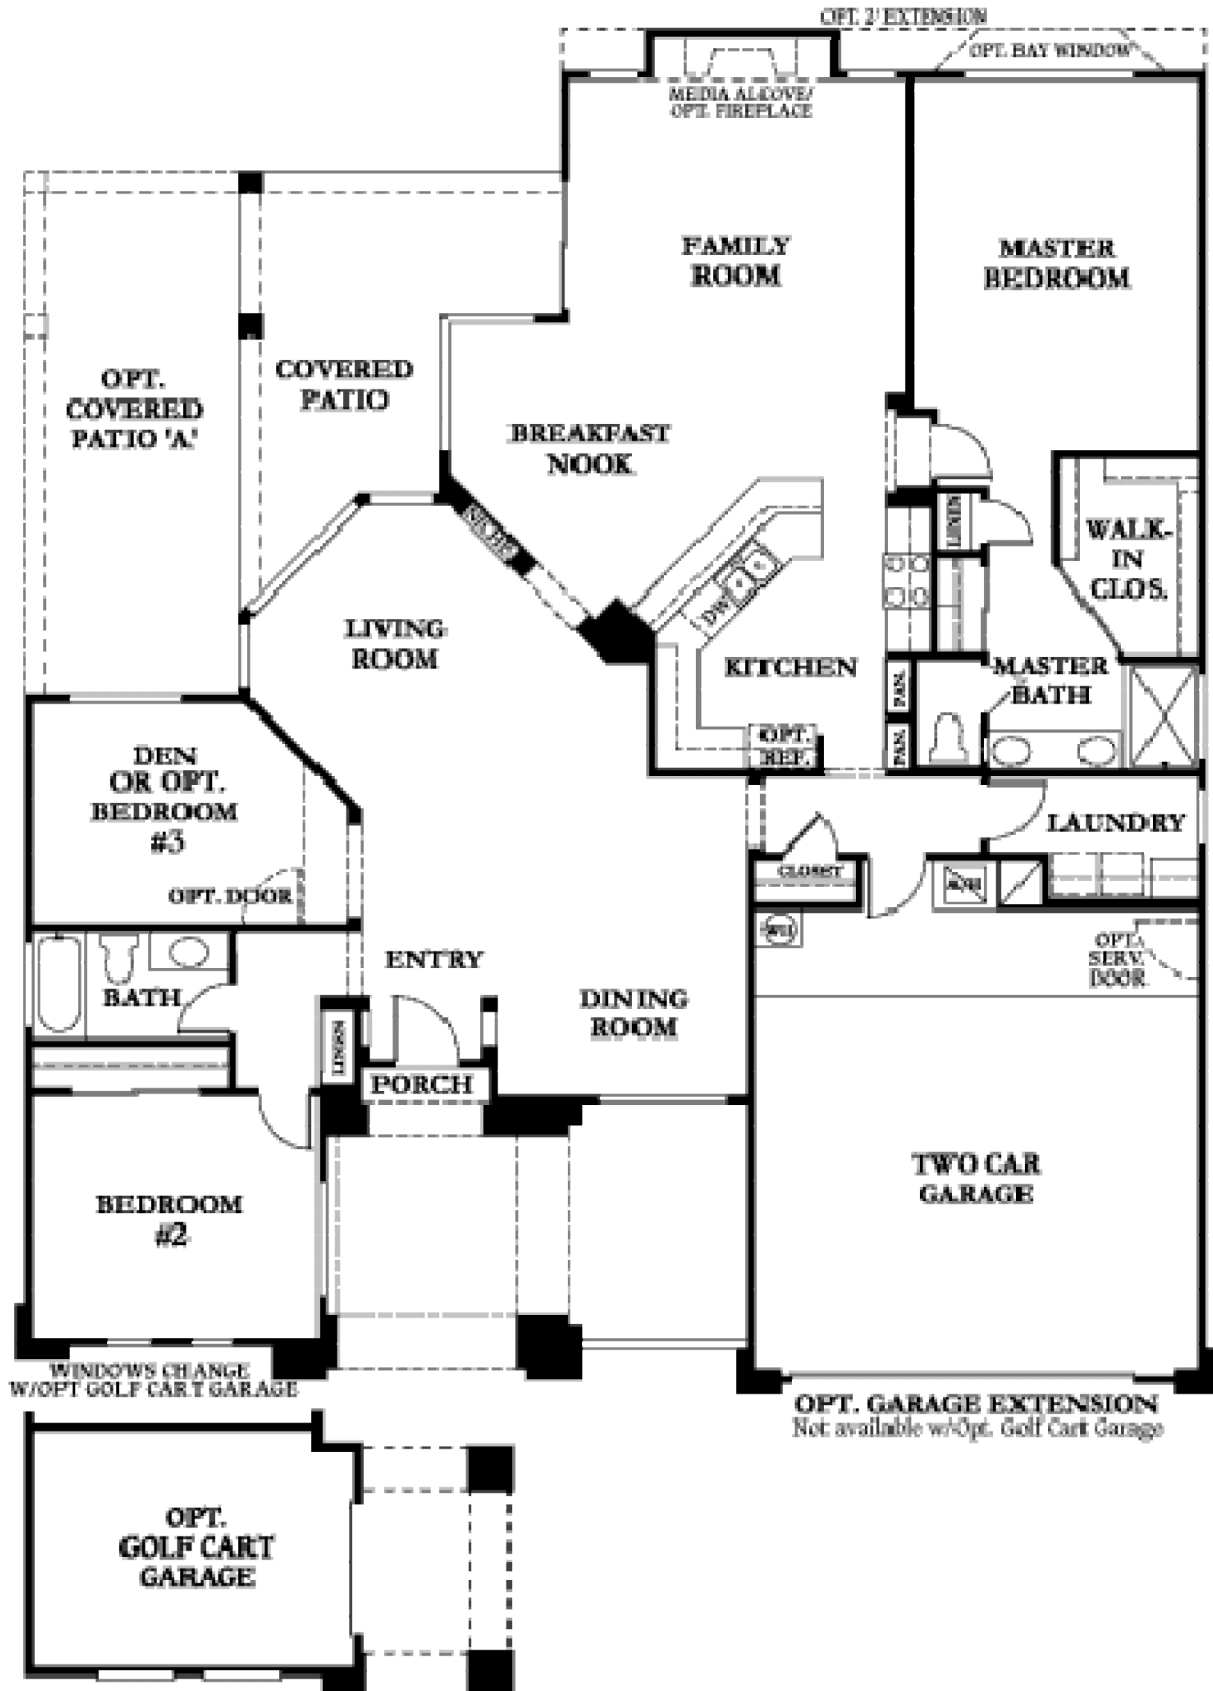 OPT. 2' EXTENSION
OPT. BAY WINDOW
MEDIA ALCOVE/
OPT. FIREPLACE
FAMILY
ROOM
MASTER
BEDROOM
OPT.
COVERED
PATIO 'A'
COVERED
PATIO
BREAKFAST
NOOK
NICHE
LINEN
WALK-
IN
CLOS.
DW
LIVING
ROOM
KITCHEN
PAN.
MASTER
BATH
OPT.
REF.
PAN.
DEN
OR OPT.
BEDROOM
#3
OPT. DOOR
LAUNDRY
CLOSET
WH
OPT.
SERV.
DOOR
ENTRY
BATH
DINING
ROOM
LINEN
PORCH
TWO CAR
GARAGE
BEDROOM
#2
WINDOWS CHANGE
W/OPT GOLF CART GARAGE
OPT. GARAGE EXTENSION
Not available w/Opt. Golf Cart Garage
OPT.
GOLF CART
GARAGE